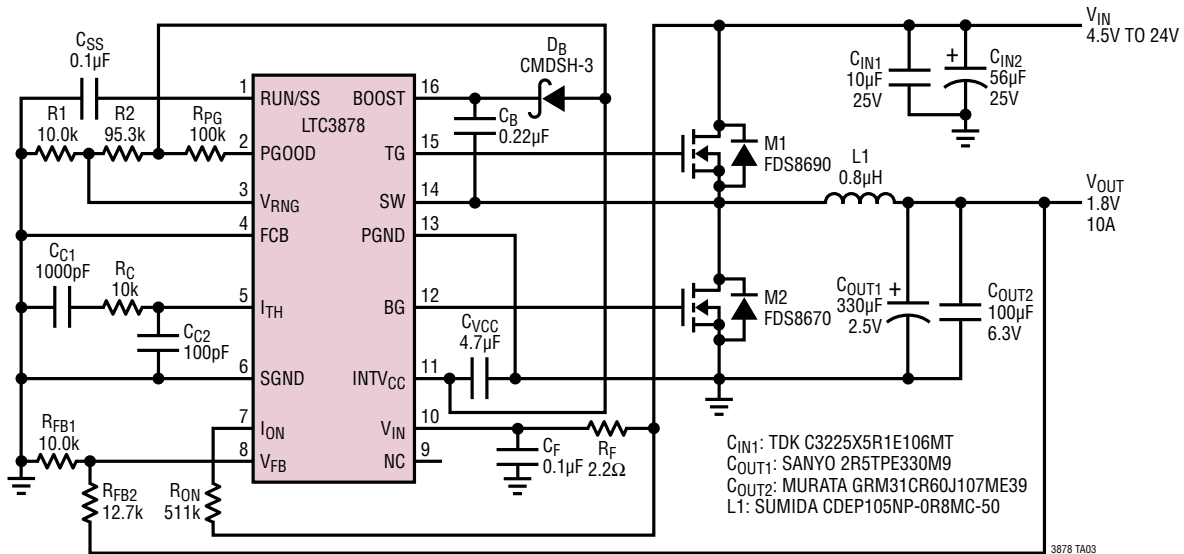 V_IN
4.5V TO 24V
C_SS
0.1µF
D_B
CMDSH-3
C_IN1
10µF
25V
+
C_IN2
56µF
25V
R1
10.0k
R2
95.3k
R_PG
100k
1
RUN/SS
BOOST
16
LTC3878
2
PGOOD
TG
15
3
V_RNG
SW
14
4
FCB
PGND
13
5
I_TH
BG
12
6
SGND
INTV_CC
11
7
I_ON
V_IN
10
8
V_FB
NC
9
C_B
0.22µF
M1
FDS8690
L1
0.8µH
V_OUT
1.8V
10A
C_C1
1000pF
R_C
10k
C_C2
100pF
C_VCC
4.7µF
M2
FDS8670
C_OUT1
330µF
2.5V
+
C_OUT2
100µF
6.3V
R_FB1
10.0k
R_FB2
12.7k
R_ON
511k
C_F
0.1µF
R_F
2.2Ω
C_IN1: TDK C3225X5R1E106MT
C_OUT1: SANYO 2R5TPE330M9
C_OUT2: MURATA GRM31CR60J107ME39
L1: SUMIDA CDEP105NP-0R8MC-50
3878 TA03